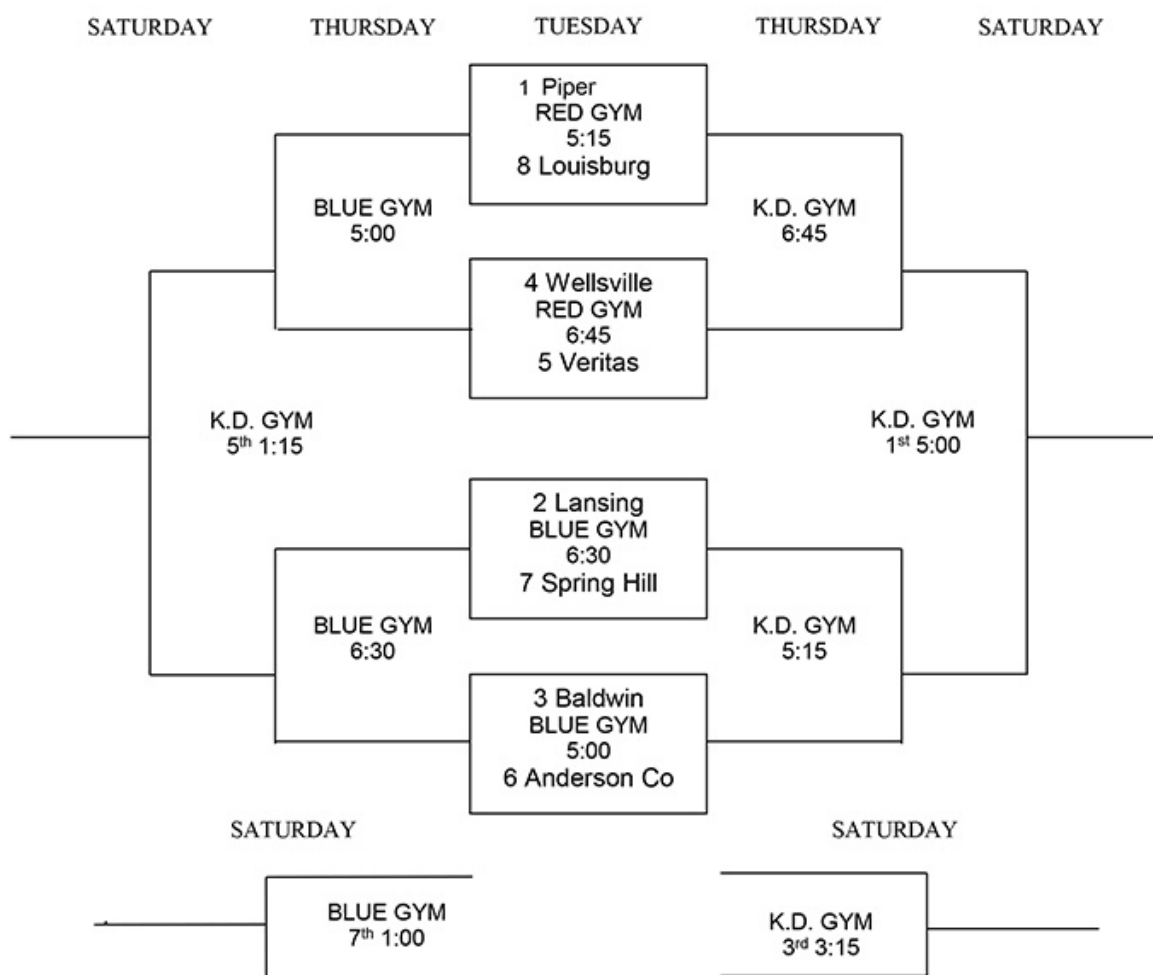 SATURDAY THURSDAY TUESDAY THURSDAY SATURDAY
1 Piper
RED GYM
5:15
8 Louisburg
BLUE GYM
5:00
K.D. GYM
6:45
4 Wellsville
RED GYM
6:45
5 Veritas
K.D. GYM
5th 1:15
K.D. GYM
1st 5:00
2 Lansing
BLUE GYM
6:30
7 Spring Hill
BLUE GYM
6:30
K.D. GYM
5:15
3 Baldwin
BLUE GYM
5:00
6 Anderson Co
SATURDAY SATURDAY
BLUE GYM
7th 1:00
K.D. GYM
3rd 3:15